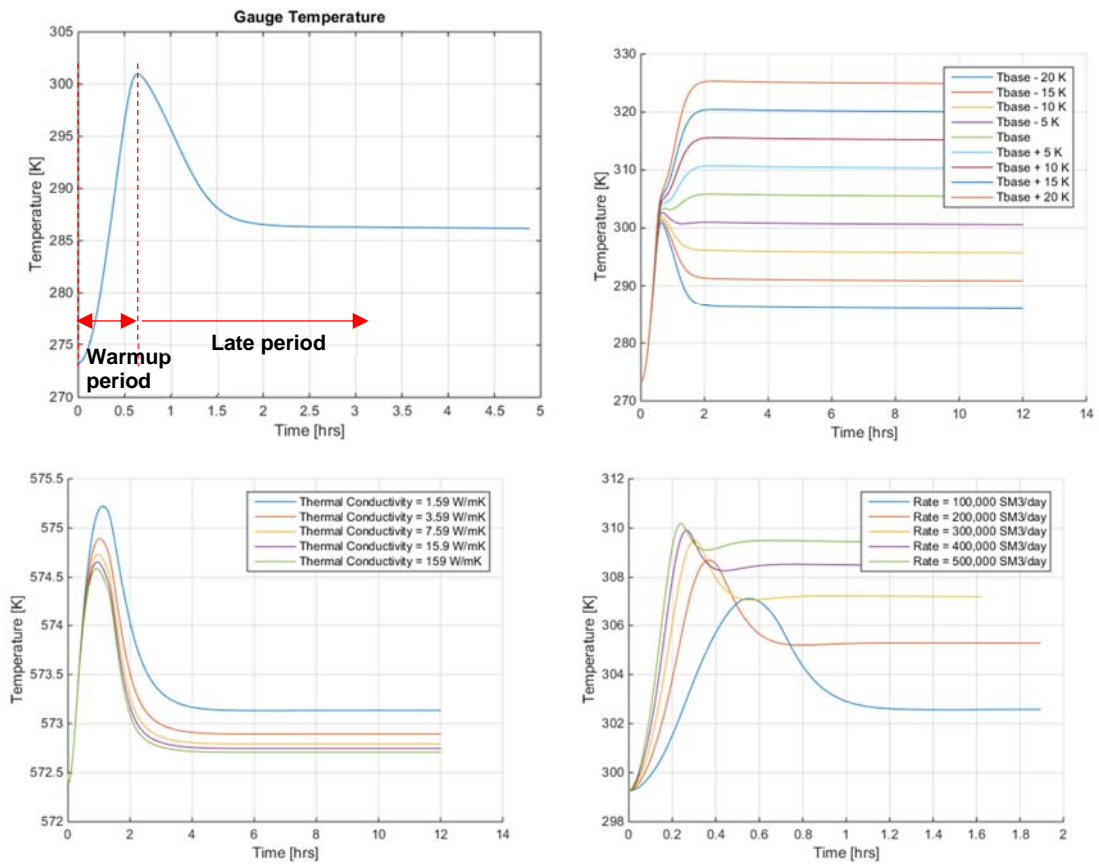 Gauge Temperature
305
300
295
290
285
280
275
270
Temperature [K]
Warmup
period
Late period
0 0.5 1 1.5 2 2.5 3 3.5 4 4.5 5
Time [hrs]
330
320
310
300
290
280
270
Temperature [K]
Tbase - 20 K
Tbase - 15 K
Tbase - 10 K
Tbase - 5 K
Tbase
Tbase + 5 K
Tbase + 10 K
Tbase + 15 K
Tbase + 20 K
0 2 4 6 8 10 12 14
Time [hrs]
575.5
575
574.5
574
573.5
573
572.5
572
Temperature [K]
Thermal Conductivity = 1.59 W/mK
Thermal Conductivity = 3.59 W/mK
Thermal Conductivity = 7.59 W/mK
Thermal Conductivity = 15.9 W/mK
Thermal Conductivity = 159 W/mK
0 2 4 6 8 10 12 14
Time [hrs]
312
310
308
306
304
302
300
298
Temperature [K]
Rate = 100,000 SM3/day
Rate = 200,000 SM3/day
Rate = 300,000 SM3/day
Rate = 400,000 SM3/day
Rate = 500,000 SM3/day
0 0.2 0.4 0.6 0.8 1 1.2 1.4 1.6 1.8 2
Time [hrs]